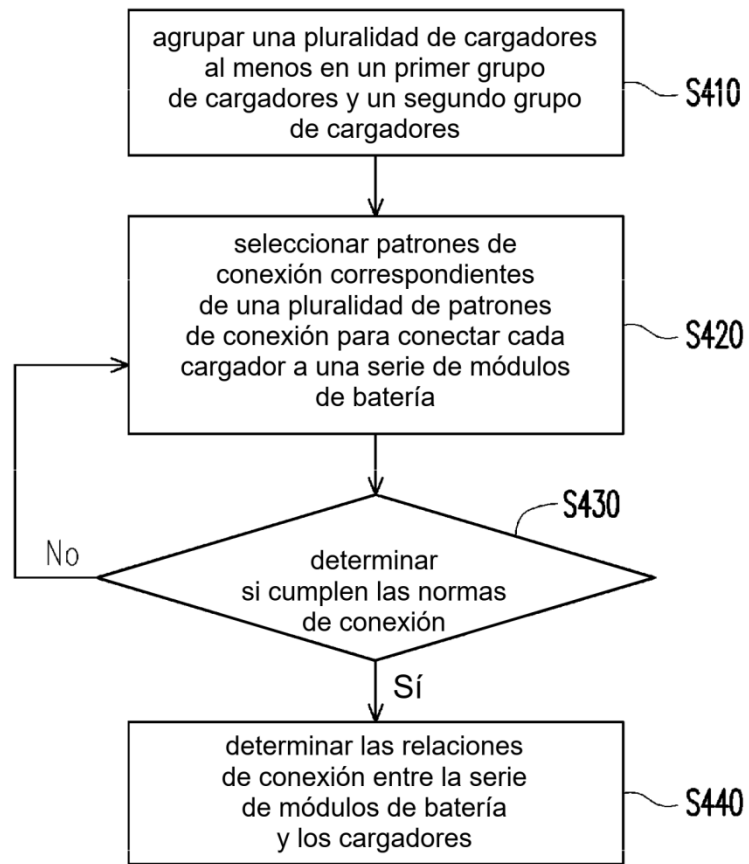 agrupar una pluralidad de cargadores
al menos en un primer grupo
de cargadores y un segundo grupo
de cargadores
S410
seleccionar patrones de
conexión correspondientes
de una pluralidad de patrones
de conexión para conectar cada
cargador a una serie de módulos
de batería
S420
S430
No
determinar
si cumplen las normas
de conexión
Sí
determinar las relaciones
de conexión entre la serie
de módulos de batería
y los cargadores
S440